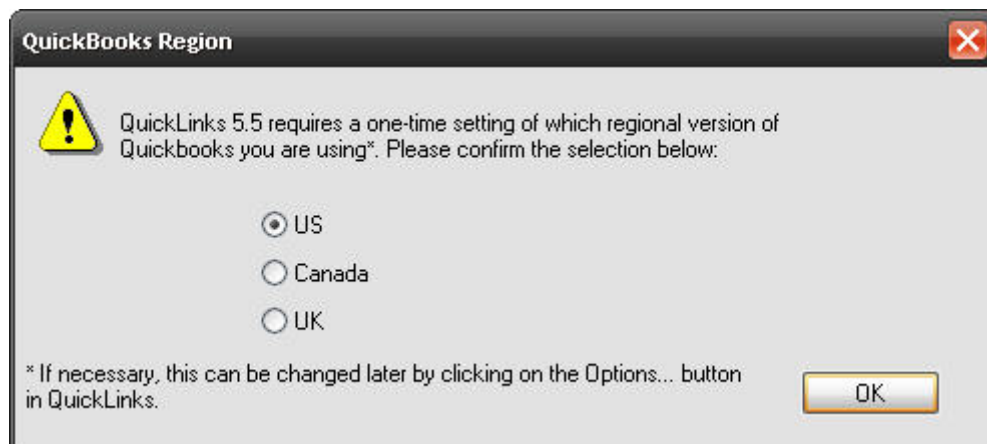 QuickBooks Region
QuickLinks 5.5 requires a one-time setting of which regional version of
Quickbooks you are using*. Please confirm the selection below:
US
Canada
UK
* If necessary, this can be changed later by clicking on the Options... button
in QuickLinks.
OK